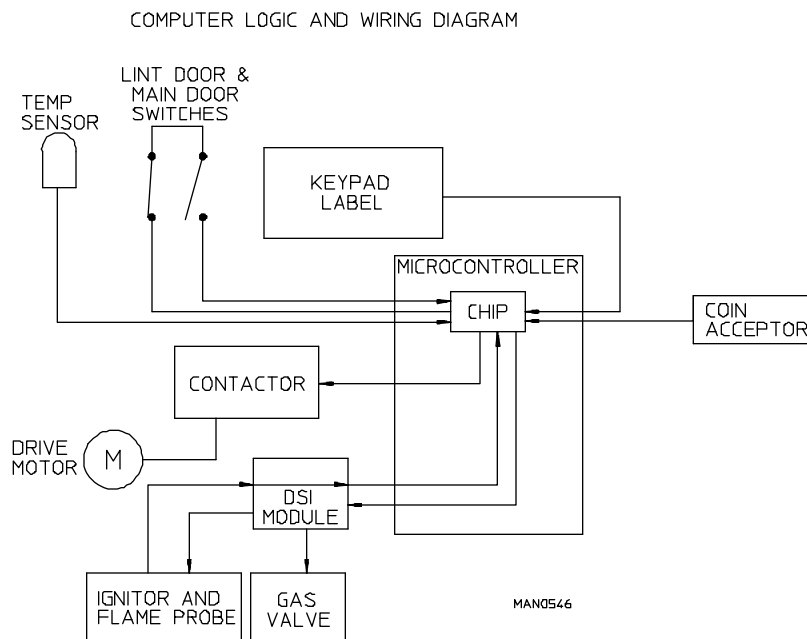 COMPUTER LOGIC AND WIRING DIAGRAM
LINT DOOR &
MAIN DOOR
SWITCHES
TEMP
SENSOR
KEYPAD
LABEL
MICROCONTROLLER
CHIP
COIN
ACCEPTOR
CONTACTOR
DRIVE
MOTOR
M
DSI
MODULE
IGNITOR AND
FLAME PROBE
GAS
VALVE
MAN0546